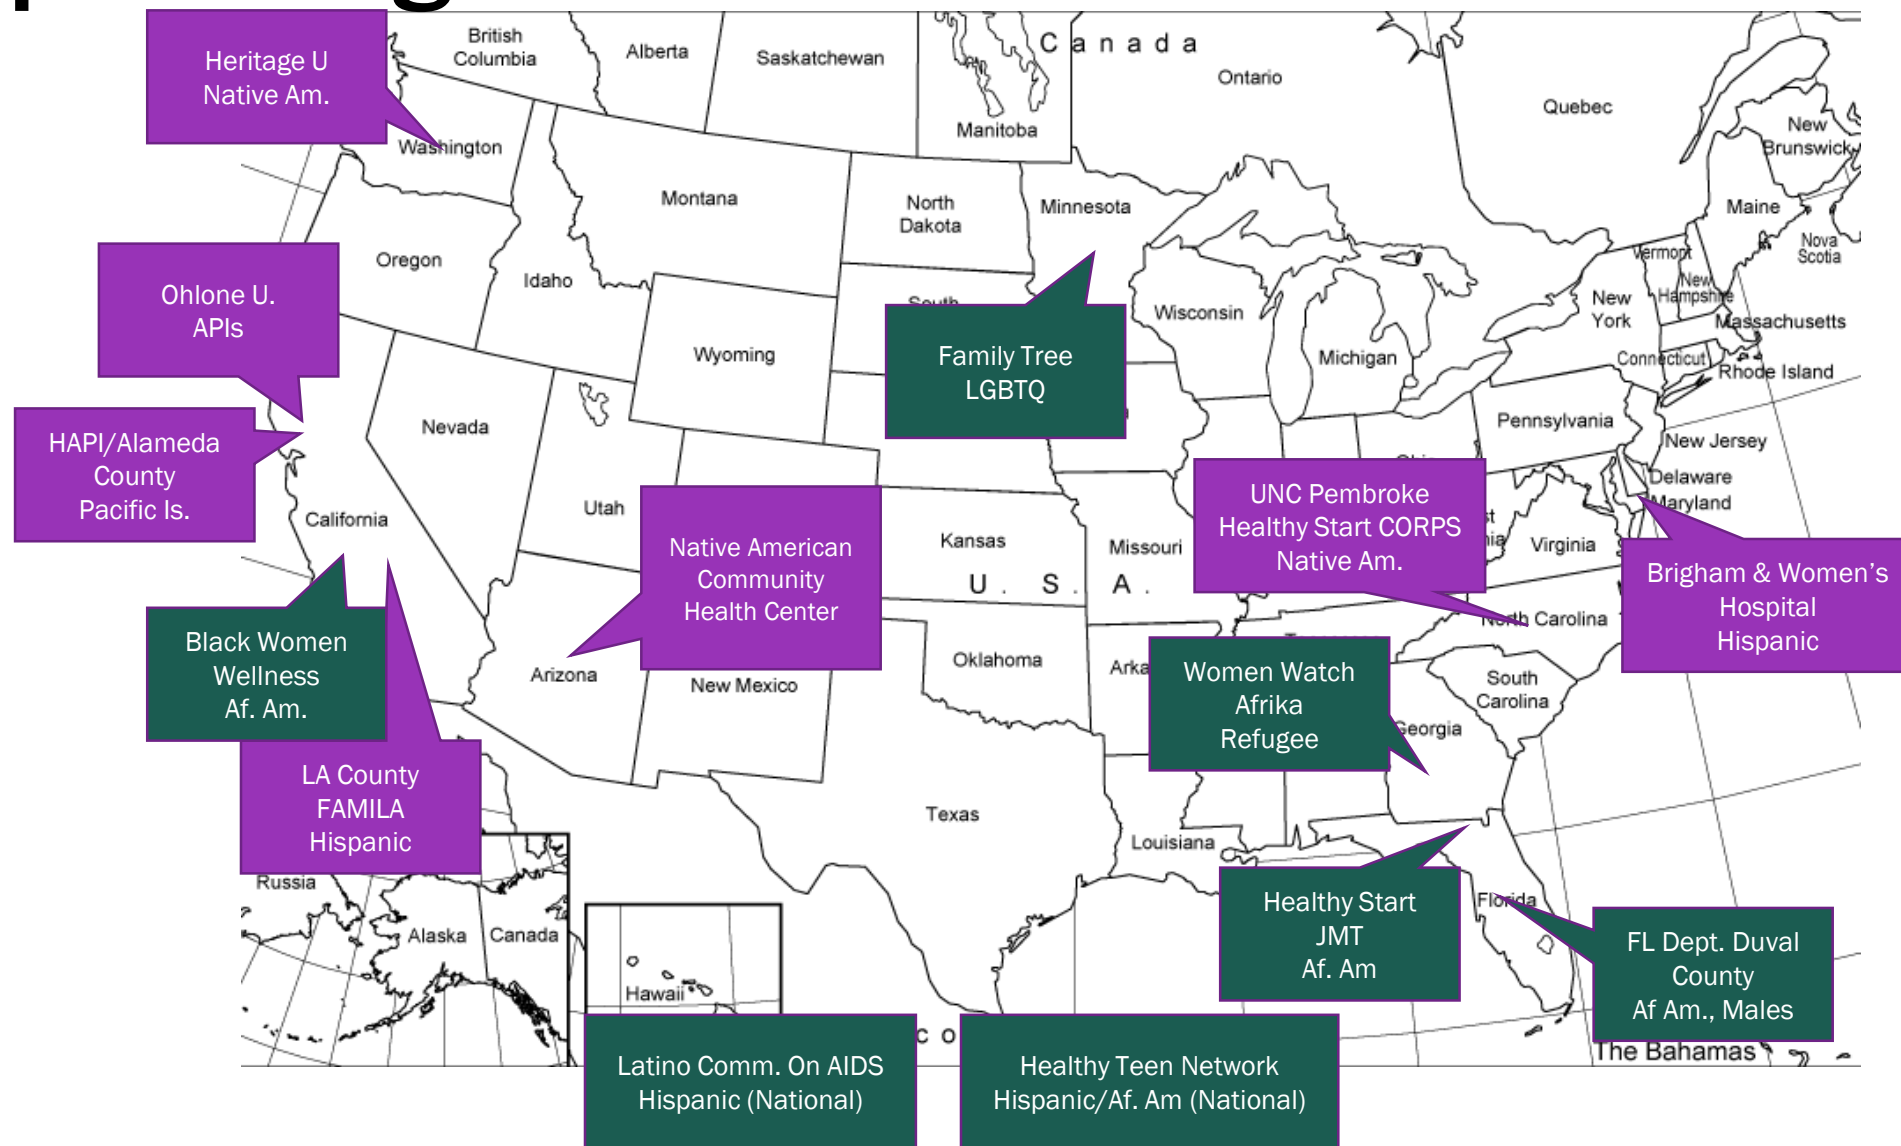 British
Columbia
Alberta
Saskatchewan
Manitoba
Canada
Ontario
Quebec
New
Brunswick
Nova
Scotia
Heritage U
Native Am.
Washington
Oregon
Idaho
Montana
North
Dakota
South
Minnesota
Wisconsin
Michigan
Wyoming
Maine
Vermont
New
Hampshire
New
York
Massachusetts
Connecticut
Rhode Island
Pennsylvania
New Jersey
Delaware
Maryland
Ohlone U.
APIs
Family Tree
LGBTQ
HAPI/Alameda
County
Pacific Is.
Nevada
California
Utah
Kansas
Missouri
U. S. A.
Virginia
Native American
Community
Health Center
UNC Pembroke
Healthy Start CORPS
Native Am.
Brigham & Women's
Hospital
Hispanic
North Carolina
South
Carolina
Georgia
Arizona
New Mexico
Oklahoma
Black Women
Wellness
Af. Am.
Women Watch
Afrika
Refugee
LA County
FAMILA
Hispanic
Texas
Louisiana
Florida
Healthy Start
JMT
Af. Am
FL Dept. Duval
County
Af Am., Males
Russia
Alaska
Canada
Hawaii
The Bahamas
Latino Comm. On AIDS
Hispanic (National)
Healthy Teen Network
Hispanic/Af. Am (National)